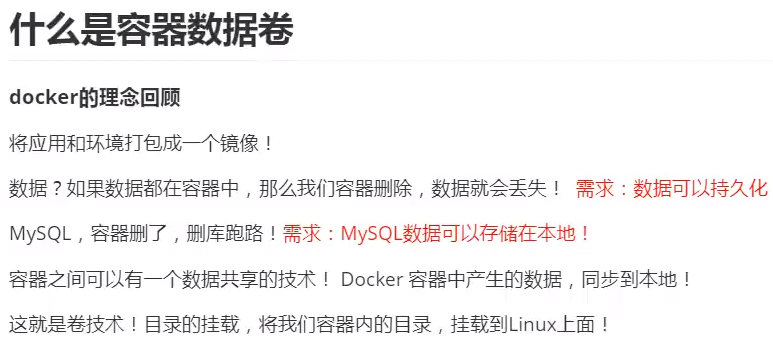 什么是容器数据卷
docker的理念回顾
将应用和环境打包成一个镜像！
数据？如果数据都在容器中，那么我们容器删除，数据就会丢失！ 需求：数据可以持久化
MySQL，容器删了，删库跑路！需求：MySQL数据可以存储在本地！
容器之间可以有一个数据共享的技术！ Docker 容器中产生的数据，同步到本地！
这就是卷技术！目录的挂载，将我们容器内的目录，挂载到Linux上面！